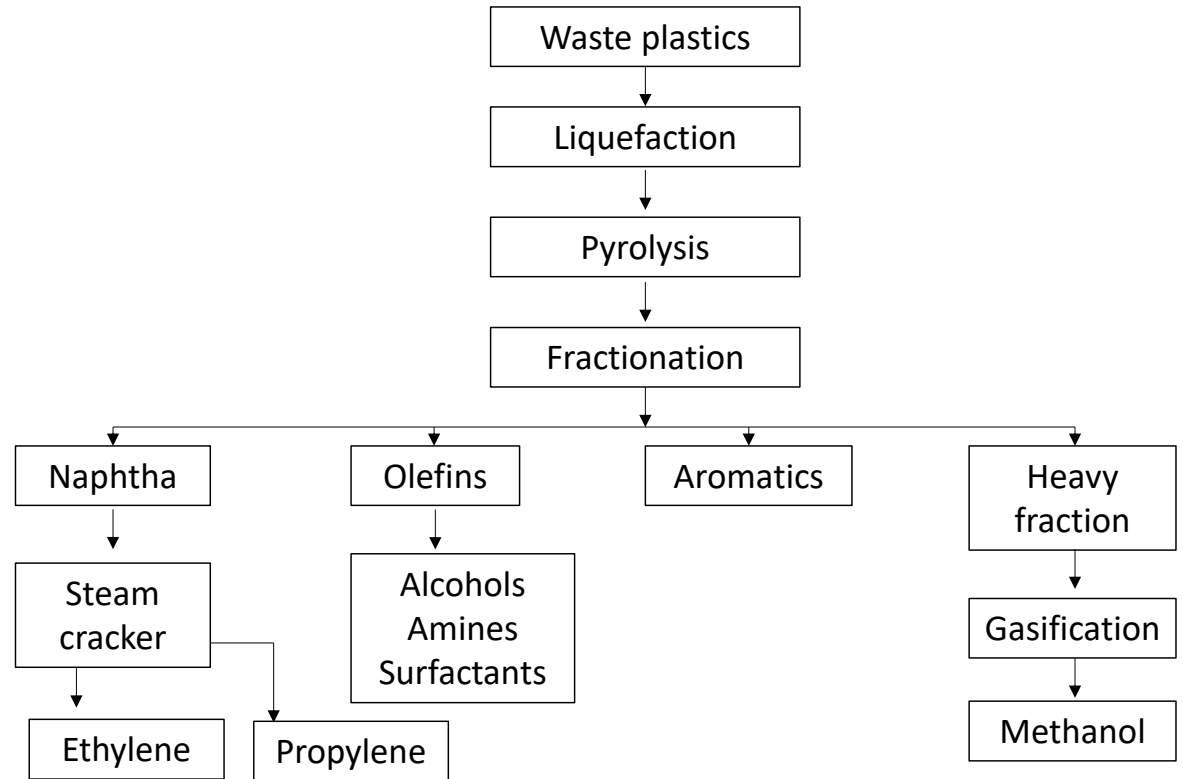 Waste plastics
Liquefaction
Pyrolysis
Fractionation
Naphtha
Olefins
Aromatics
Heavy
fraction
Steam
cracker
Alcohols
Amines
Surfactants
Gasification
Ethylene
Propylene
Methanol